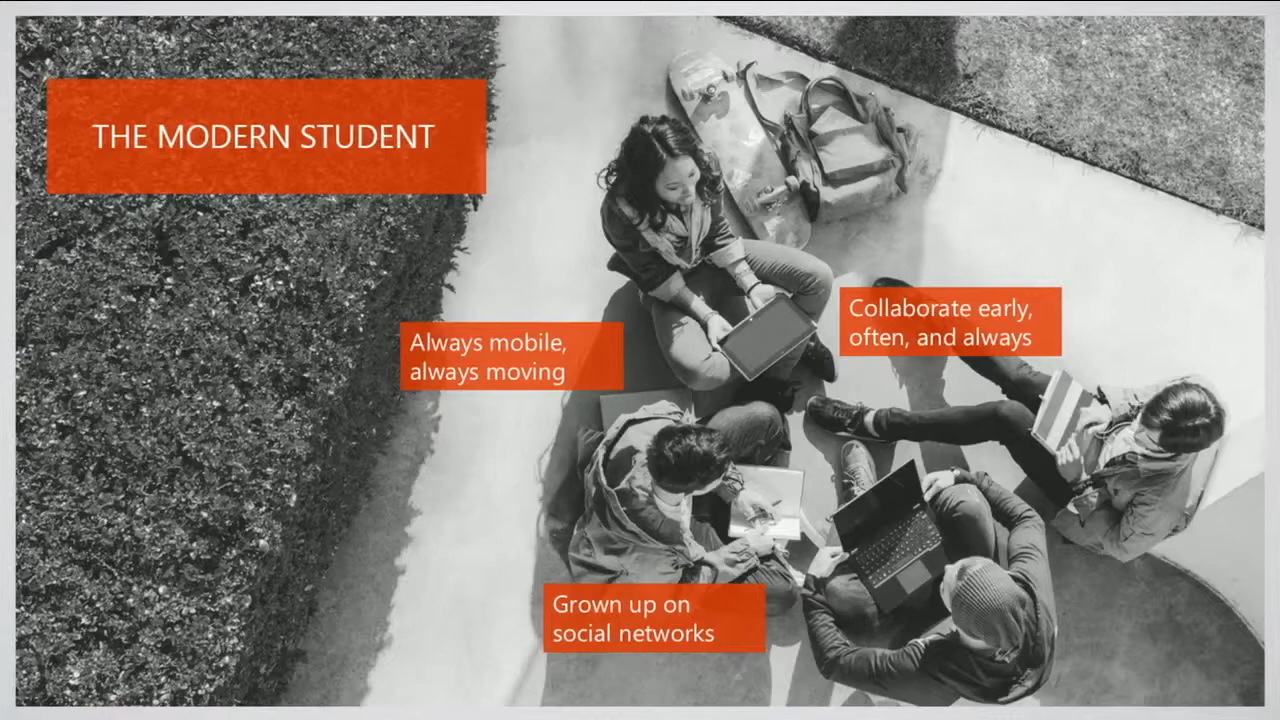 THE MODERN STUDENT
Always mobile,
always moving
Collaborate early,
often, and always
Grown up on
social networks